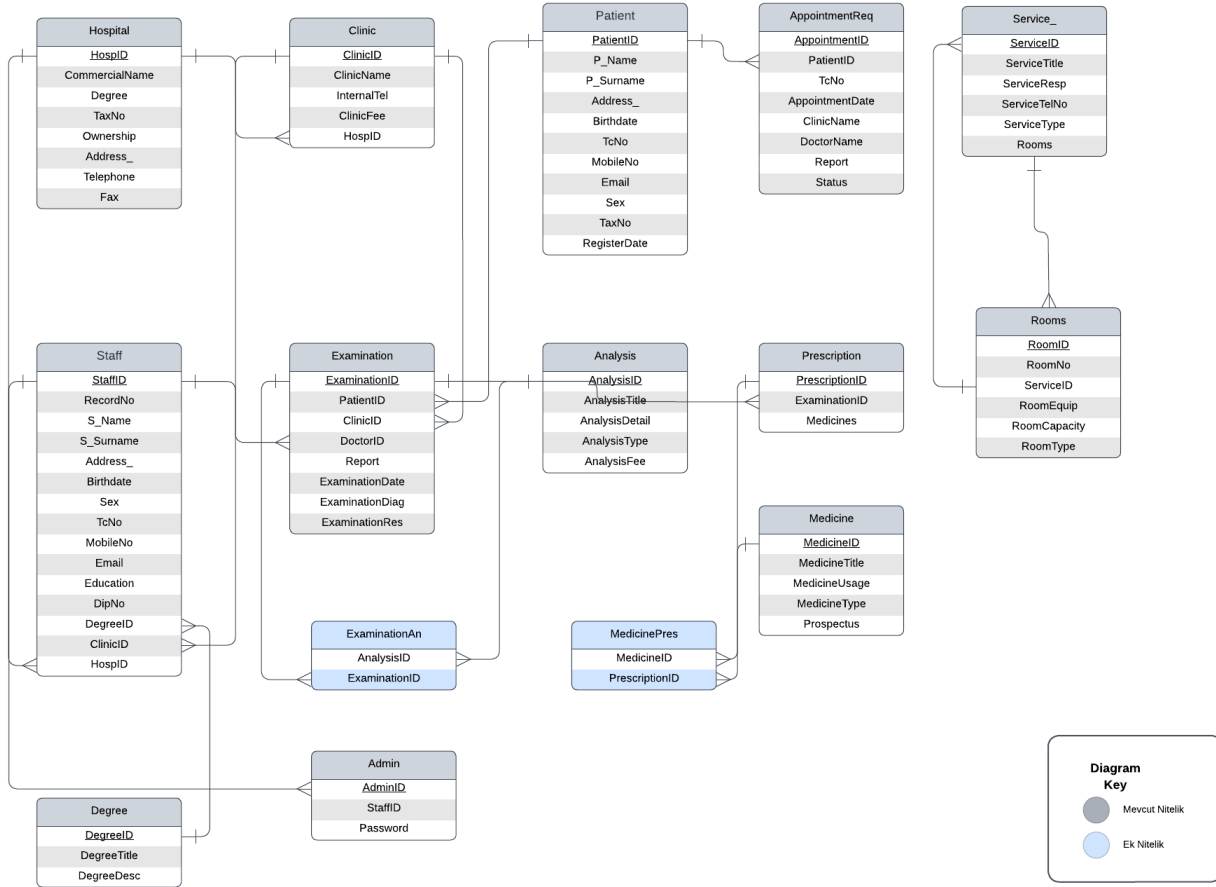 Hospital
HospID
CommercialName
Degree
TaxNo
Ownership
Address_
Telephone
Fax
Clinic
ClinicID
ClinicName
InternalTel
ClinicFee
HospID
Patient
PatientID
P_Name
P_Surname
Address_
Birthdate
TcNo
MobileNo
Email
Sex
TaxNo
RegisterDate
AppointmentReq
AppointmentID
PatientID
TcNo
AppointmentDate
ClinicName
DoctorName
Report
Status
Service_
ServiceID
ServiceTitle
ServiceResp
ServiceTelNo
ServiceType
Rooms
Staff
StaffID
RecordNo
S_Name
S_Surname
Address_
Birthdate
Sex
TcNo
MobileNo
Email
Education
DipNo
DegreeID
ClinicID
HospID
Examination
ExaminationID
PatientID
ClinicID
DoctorID
Report
ExaminationDate
ExaminationDiag
ExaminationRes
Analysis
AnalysisID
AnalysisTitle
AnalysisDetail
AnalysisType
AnalysisFee
Prescription
PrescriptionID
ExaminationID
Medicines
Rooms
RoomID
RoomNo
ServiceID
RoomEquip
RoomCapacity
RoomType
Medicine
MedicineID
MedicineTitle
MedicineUsage
MedicineType
Prospectus
ExaminationAn
AnalysisID
ExaminationID
MedicinePres
MedicineID
PrescriptionID
Admin
AdminID
StaffID
Password
Degree
DegreeID
DegreeTitle
DegreeDesc
Diagram
Key
Mevcut Nitelik
Ek Nitelik